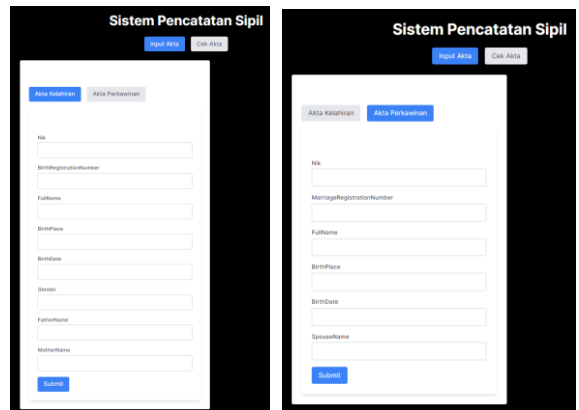 Sistem Pencatatan Sipil
Input Akta Cek Akta
Akta Kelahiran Akta Perkawinan
Nik
BirthRegistrationNumber
FullName
BirthPlace
BirthDate
Gender
FatherName
MotherName
Submit
Sistem Pencatatan Sipil
Input Akta Cek Akta
Akta Kelahiran Akta Perkawinan
Nik
MarriageRegistrationNumber
FullName
BirthPlace
BirthDate
SpouseName
Submit